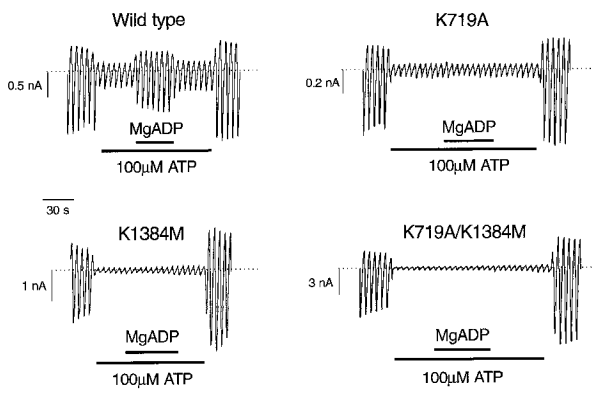 Wild type
K719A
0.5 nA
0.2 nA
MgADP
MgADP
100μM ATP
100μM ATP
30 s
K1384M
K719A/K1384M
1 nA
3 nA
MgADP
MgADP
100μM ATP
100μM ATP